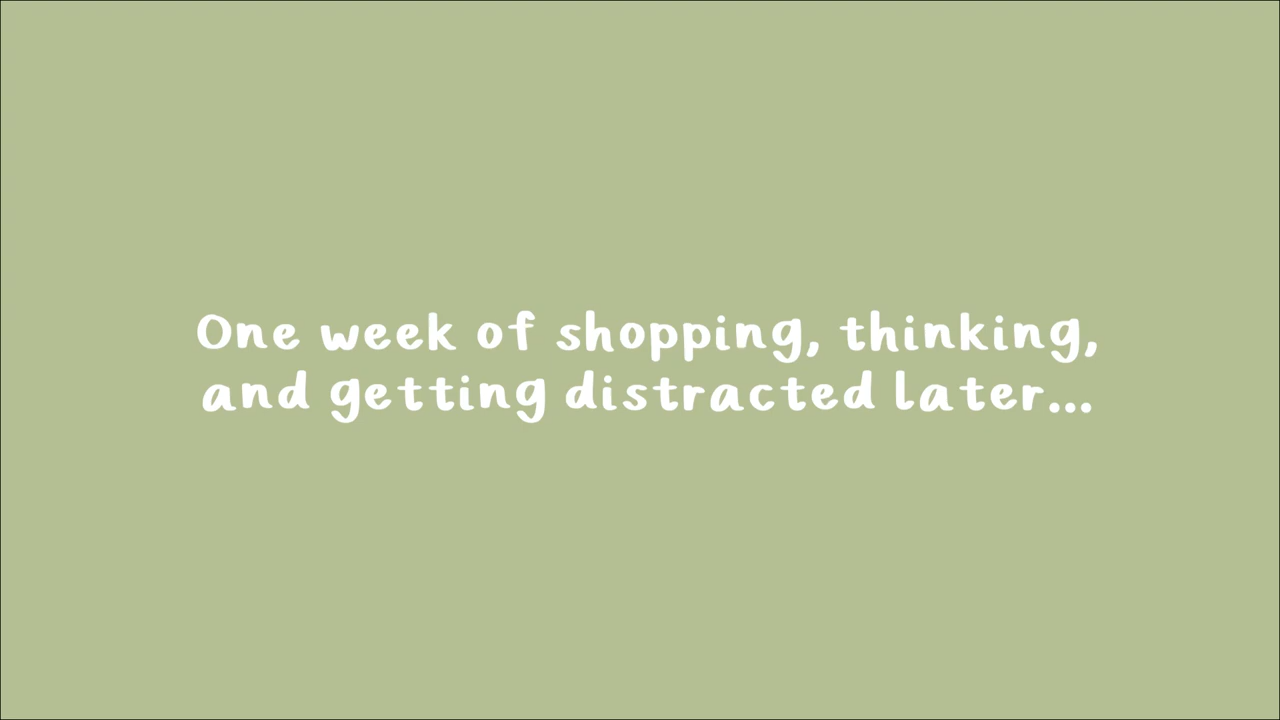 One week of shopping, thinking,
and getting distracted later...